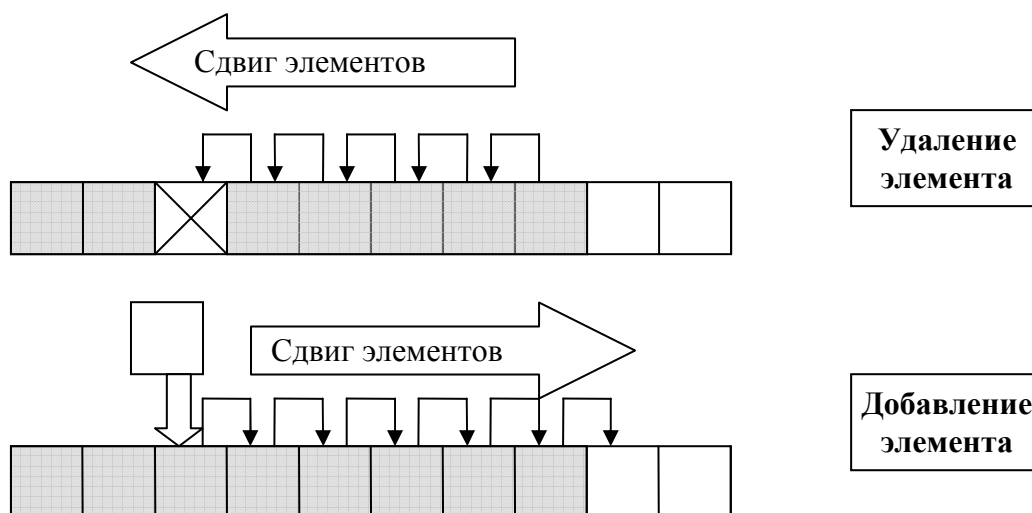 Сдвиг элементов
Удаление
элемента
Сдвиг элементов
Добавление
элемента